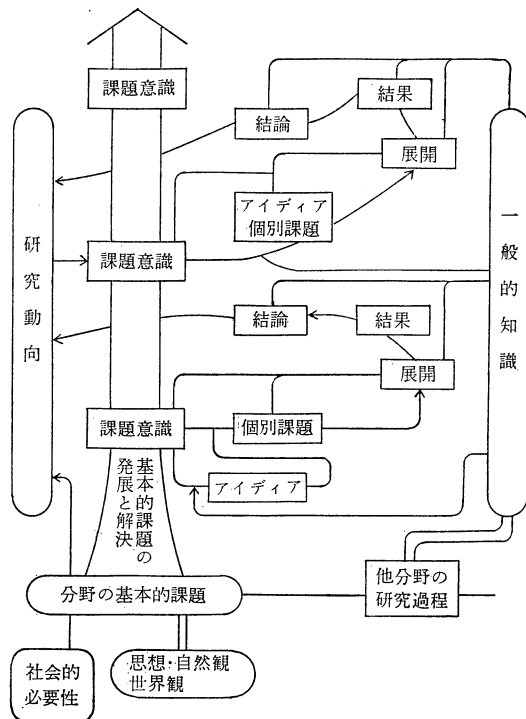 課題意識
結果
結論
展開
アイディア
個別課題
研究動向
課題意識
一般的知識
結論
結果
展開
課題意識
個別課題
アイディア
基本的課題の
発展と解決
分野の基本的課題
他分野の
研究過程
社会的
必要性
思想・自然観
世界観